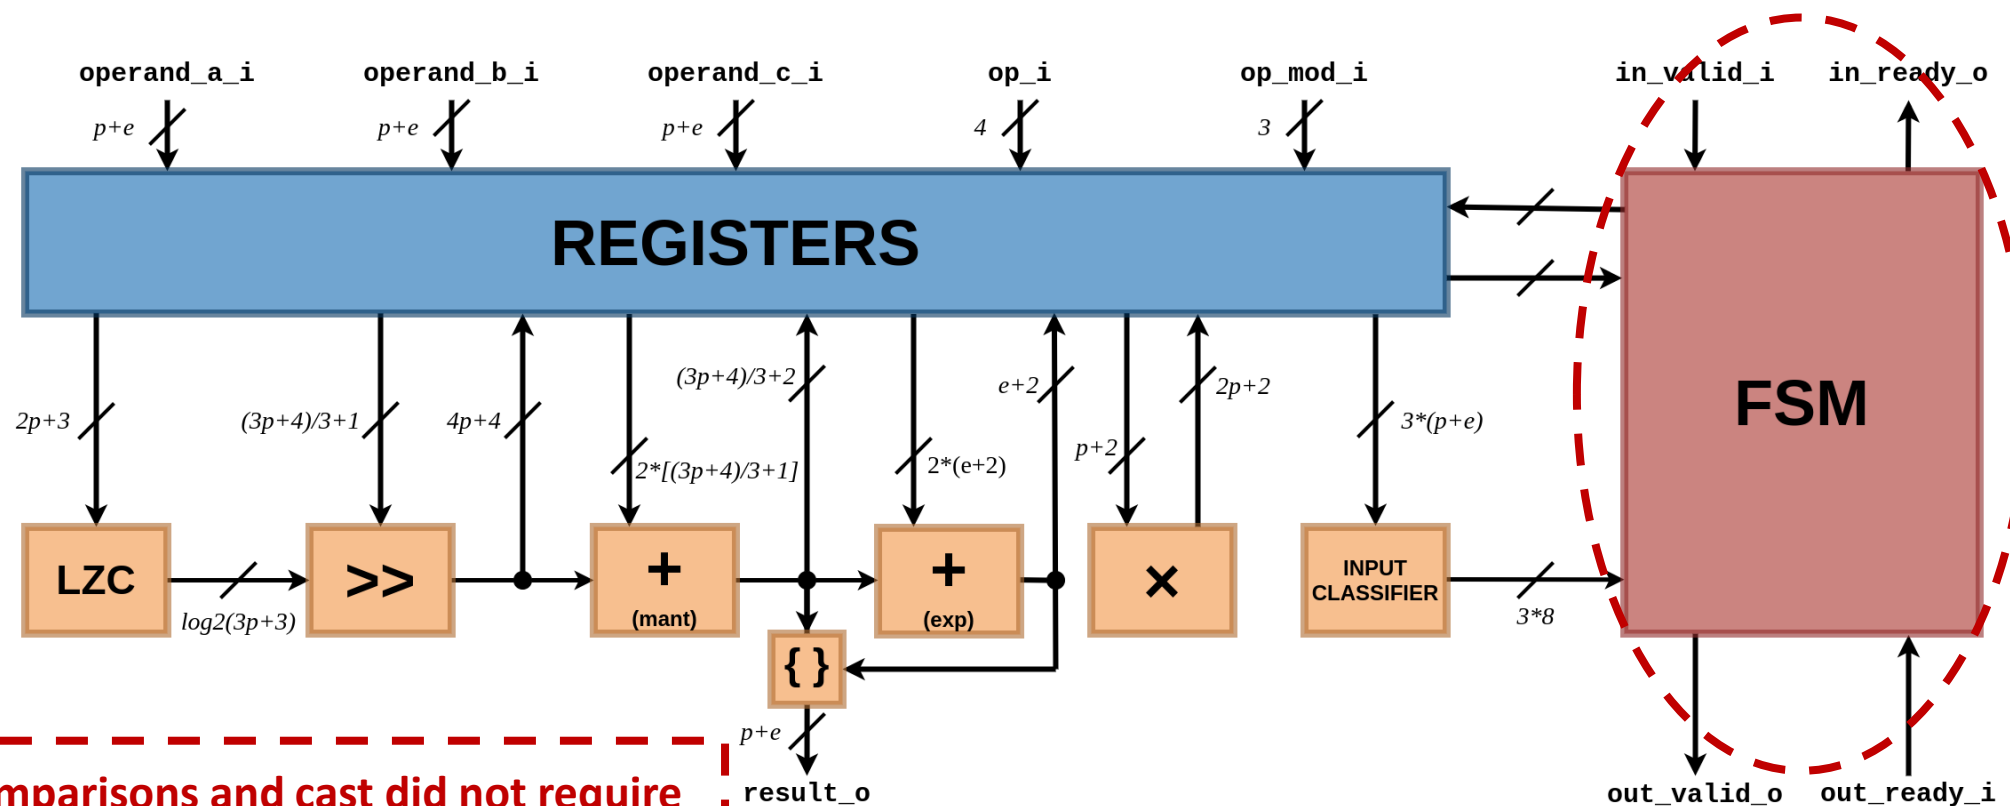 operand_a_i operand_b_i operand_c_i op_i op_mod_i in_valid_i in_ready_o
p+e p+e p+e 4 3
REGISTERS
FSM
2p+3 (3p+4)/3+1 4p+4 2*[(3p+4)/3+1] (3p+4)/3+2 2*(e+2) e+2 p+2 2p+2 3*(p+e)
LZC >> + + × INPUT
(mant) (exp) CLASSIFIER
log2(3p+3) 3*8
{ }
p+e
result_o out_valid_o out_ready_i
mparisons and cast did not require